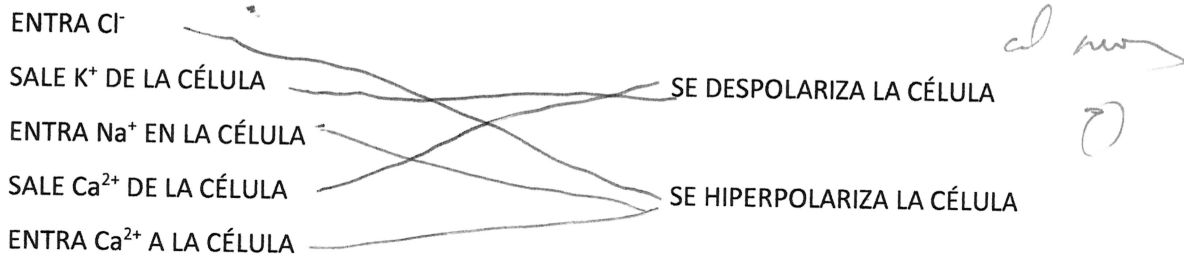 ENTRA Cl⁻
SALE K⁺ DE LA CÉLULA
SE DESPOLARIZA LA CÉLULA
ENTRA Na⁺ EN LA CÉLULA
SALE Ca²⁺ DE LA CÉLULA
SE HIPERPOLARIZA LA CÉLULA
ENTRA Ca²⁺ A LA CÉLULA